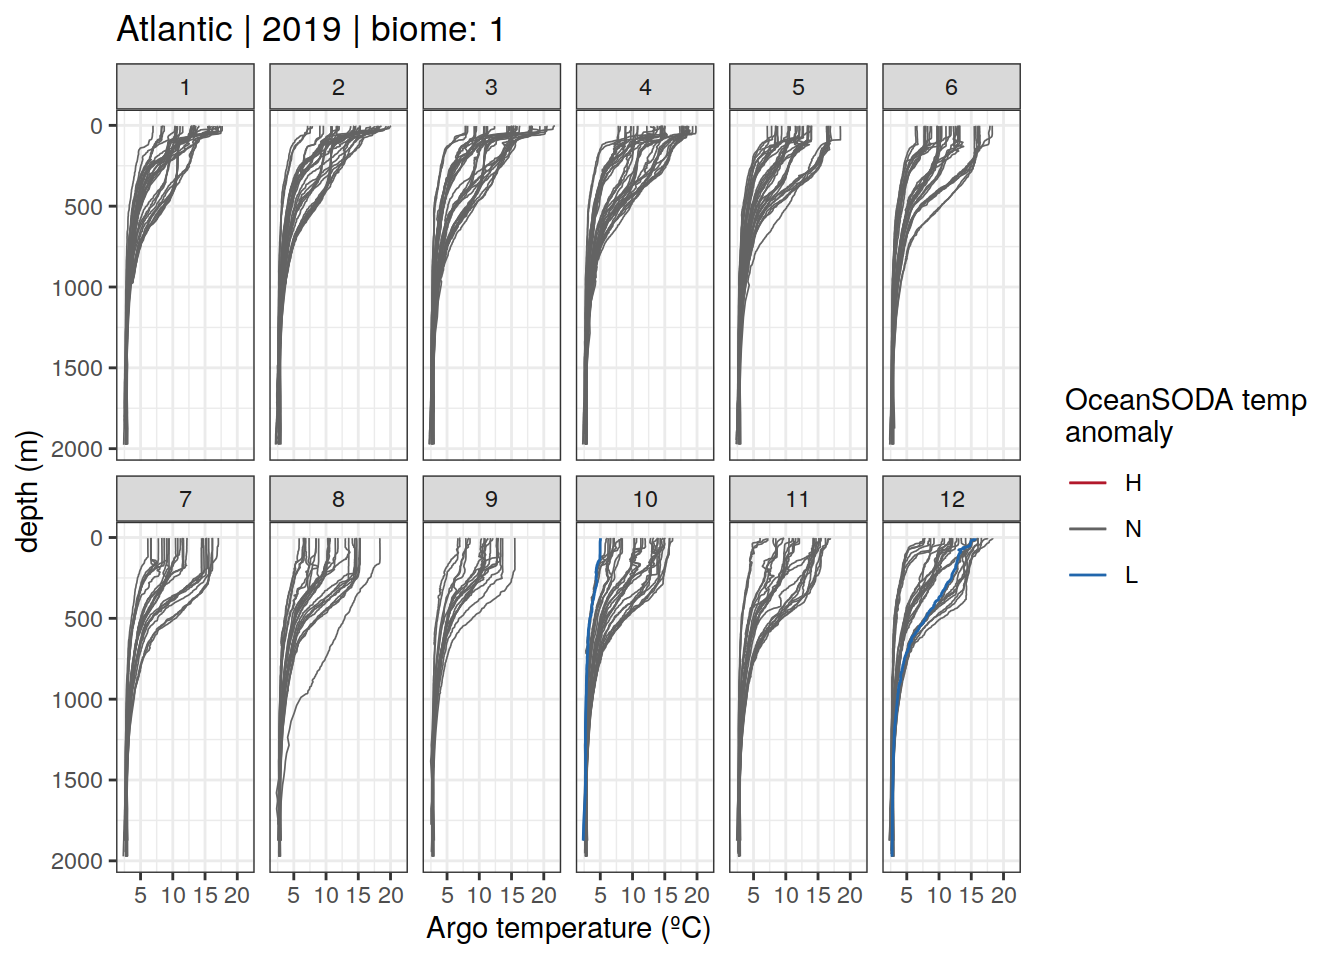 Atlantic | 2019 | biome: 1
1 2 3 4 5 6
0
500
1000
1500
2000
7 8 9 10 11 12
0
500
1000
1500
2000
5 10 15 20 5 10 15 20 5 10 15 20 5 10 15 20 5 10 15 20 5 10 15 20
Argo temperature (ºC)
depth (m)
OceanSODA temp
anomaly
H
N
L